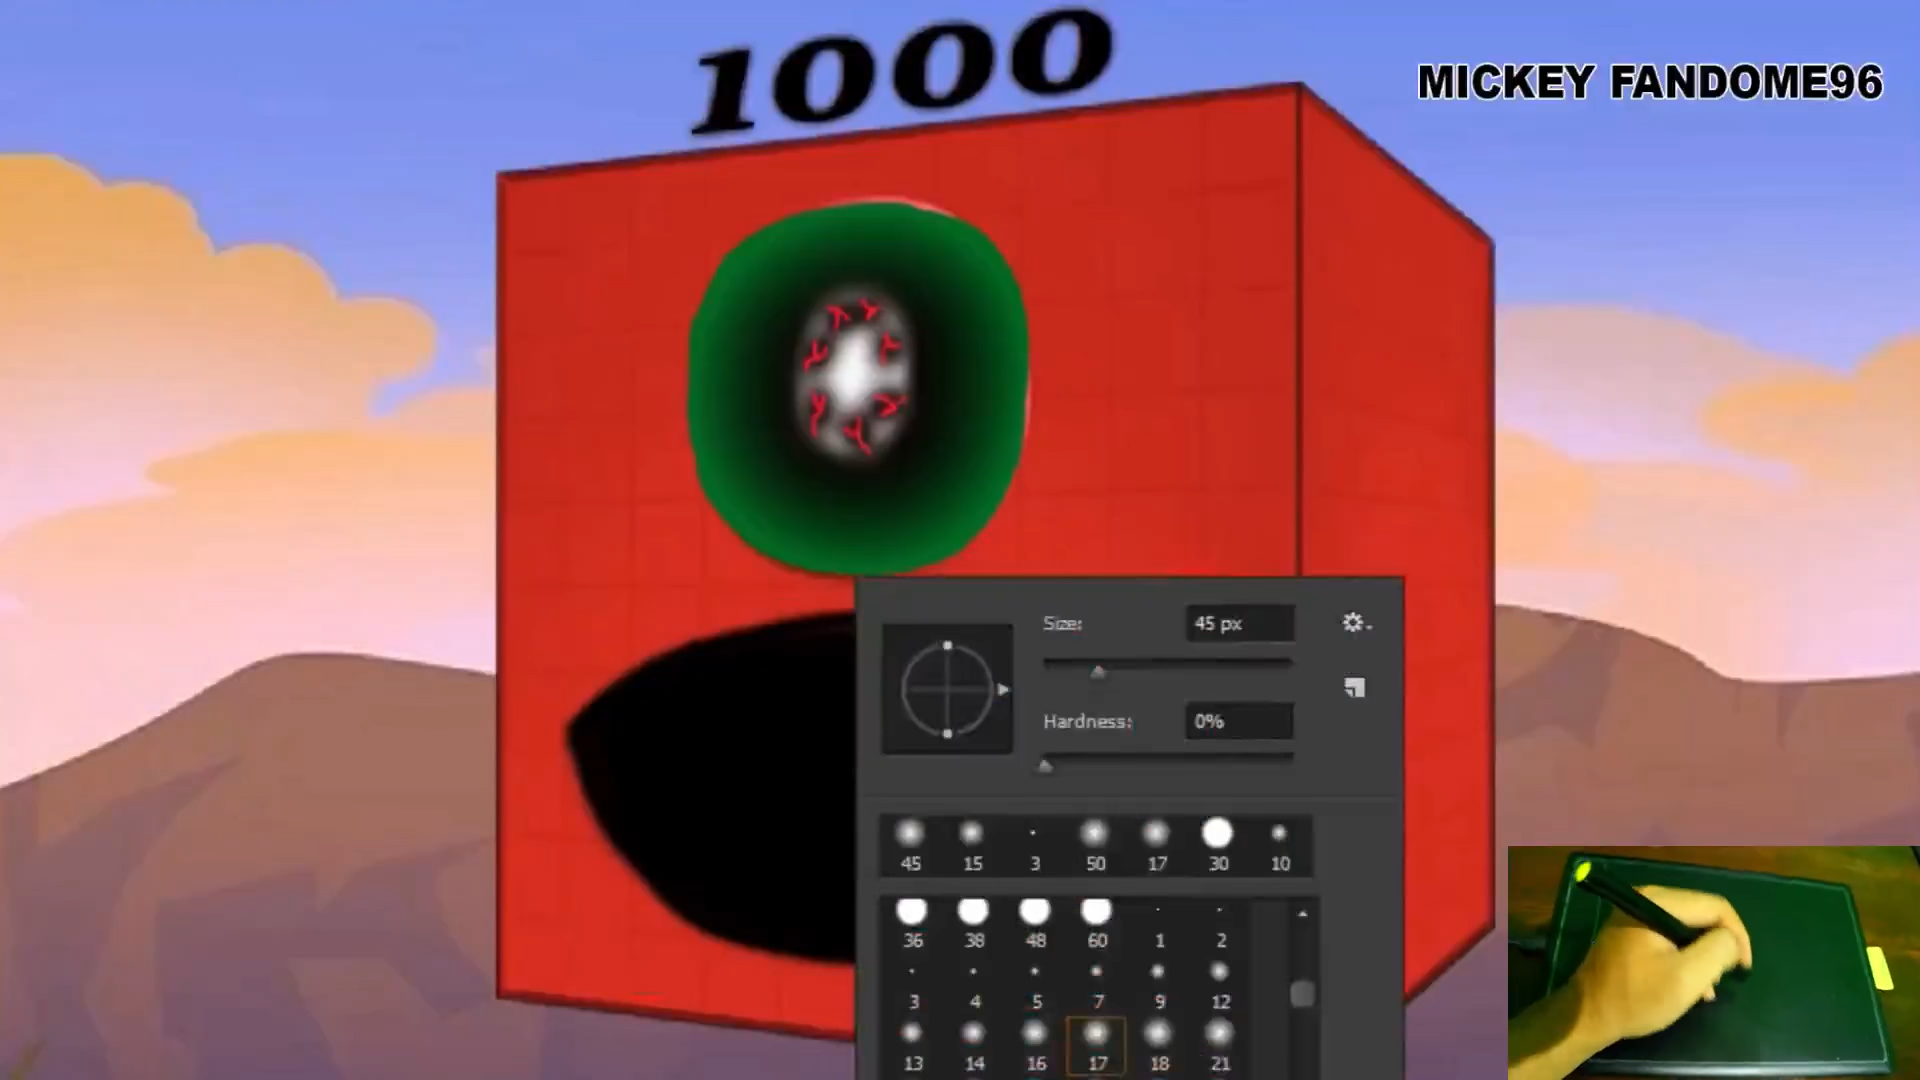 1000
MICKEY FANDOME96
Size: 45 px
Hardness: 0%
45 15 3 50 17 30 10
36 38 48 60 1 2
3 4 5 7 9 12
13 14 16 17 18 21